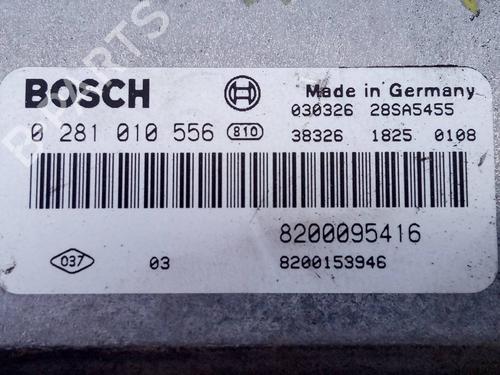 BOSCH
Made in Germany
030326 28SA5455
0 281 010 556 810
38326 1825 0108
8200095416
037 03 8200153946